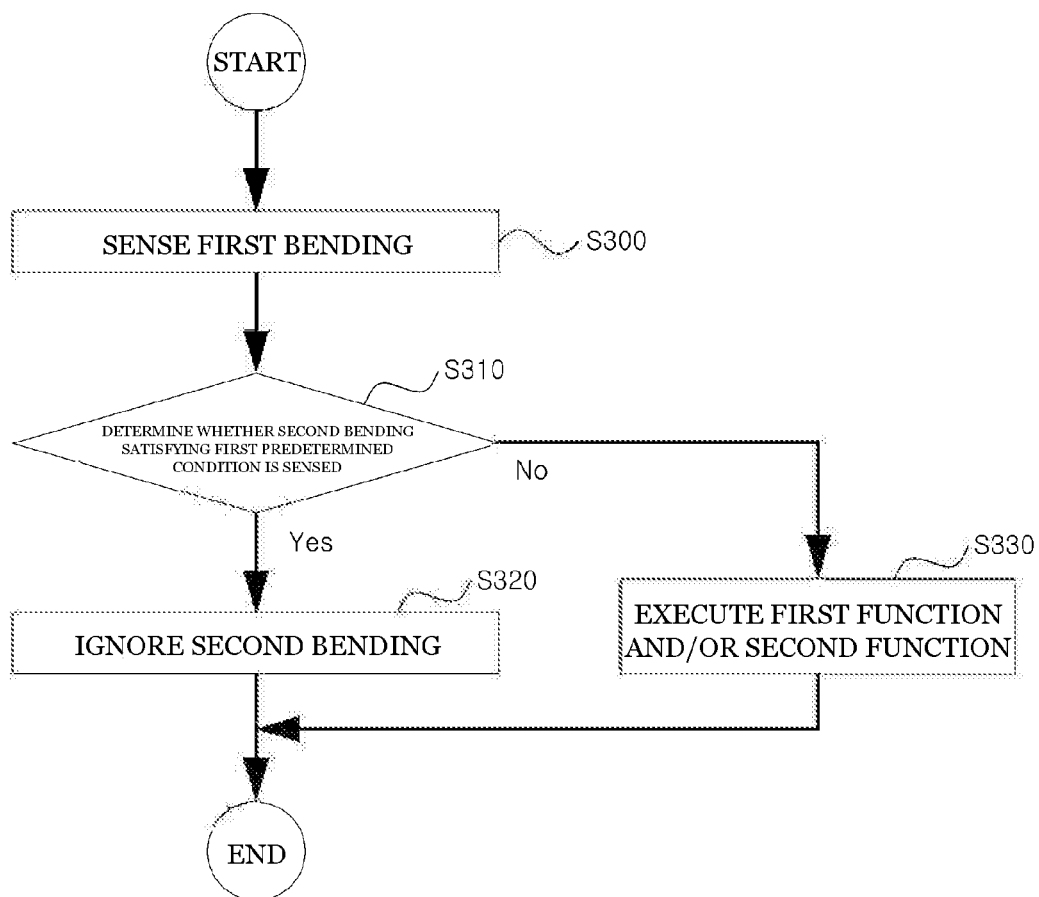 START
SENSE FIRST BENDING
S300
S310
DETERMINE WHETHER SECOND BENDING
SATISFYING FIRST PREDETERMINED
CONDITION IS SENSED
No
Yes
S320
IGNORE SECOND BENDING
S330
EXECUTE FIRST FUNCTION
AND/OR SECOND FUNCTION
END